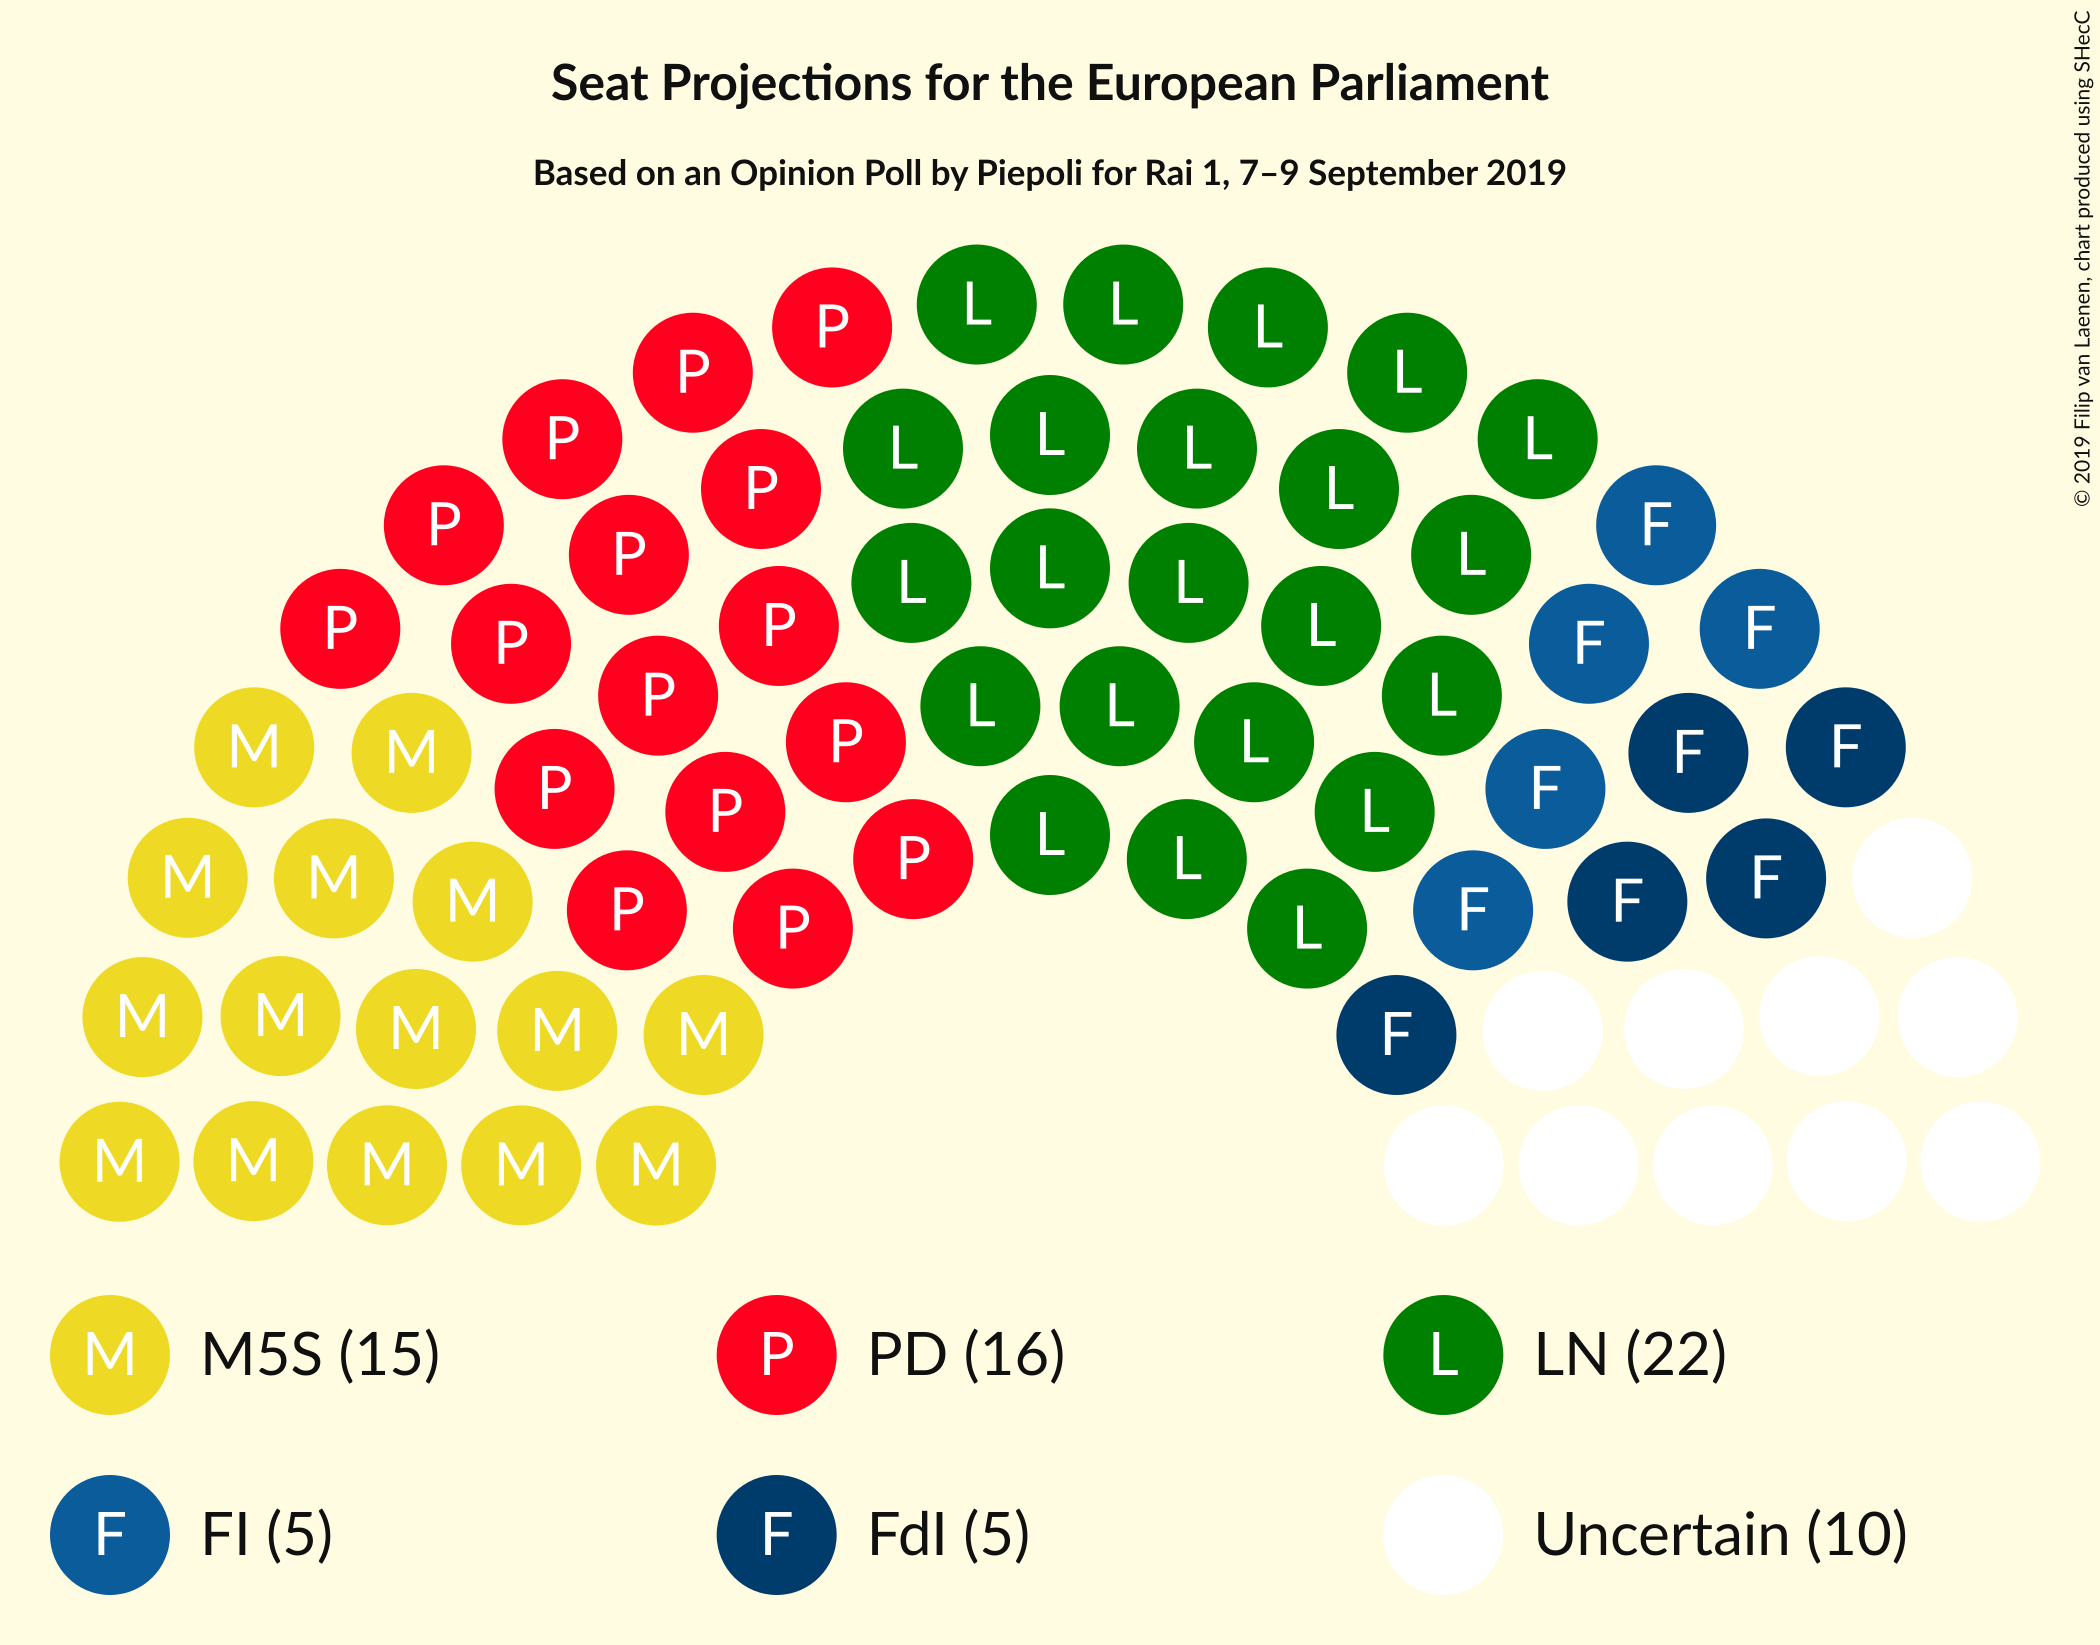 Seat Projections for the European Parliament
Based on an Opinion Poll by Piepoli for Rai 1, 7–9 September 2019
© 2019 Filip van Laenen, chart produced using SHecC
L L
P L
P L
P L
L
P L L
P L
P F
L L L
P L
P L
P F
P L
P F
P L
P F
L L
P L
M F
M F
P F
P L
L
P L
M F
M M F
M F
P F
P L
M M F
M M M F
M M M M M
M M5S (15) P PD (16) L LN (22)
F FI (5) F FdI (5) Uncertain (10)